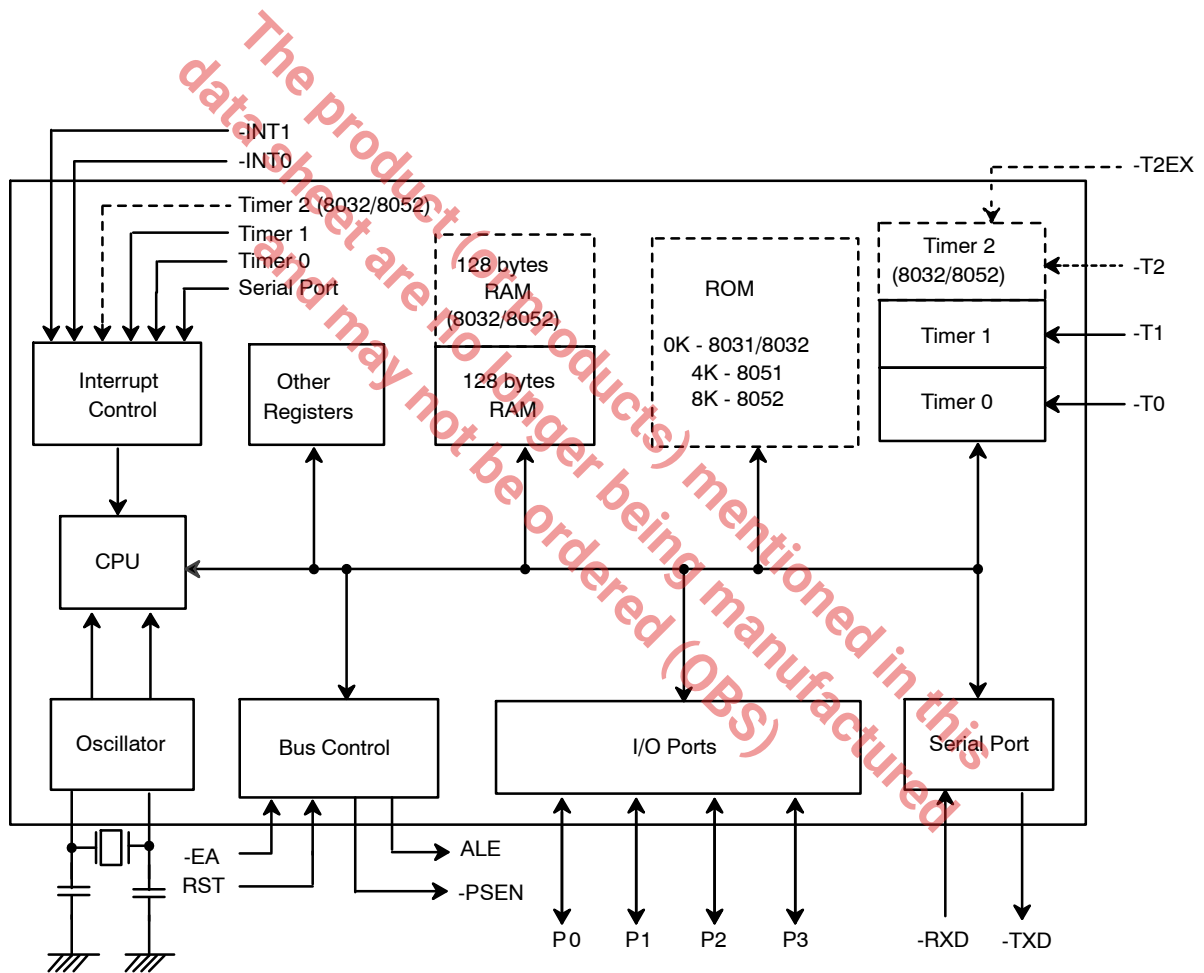 The product (or products) mentioned in this
data sheet are no longer being manufactured
and may not be ordered (OBS)
-INT1
-INT0
Timer 2 (8032/8052)
Timer 1
Timer 0
Serial Port
-T2EX
-T2
-T1
-T0
Interrupt
Control
Other
Registers
128 bytes
RAM
(8032/8052)
128 bytes
RAM
ROM
0K - 8031/8032
4K - 8051
8K - 8052
Timer 2
(8032/8052)
Timer 1
Timer 0
CPU
Oscillator
Bus Control
I/O Ports
Serial Port
-EA
RST
ALE
-PSEN
P0
P1
P2
P3
-RXD
-TXD